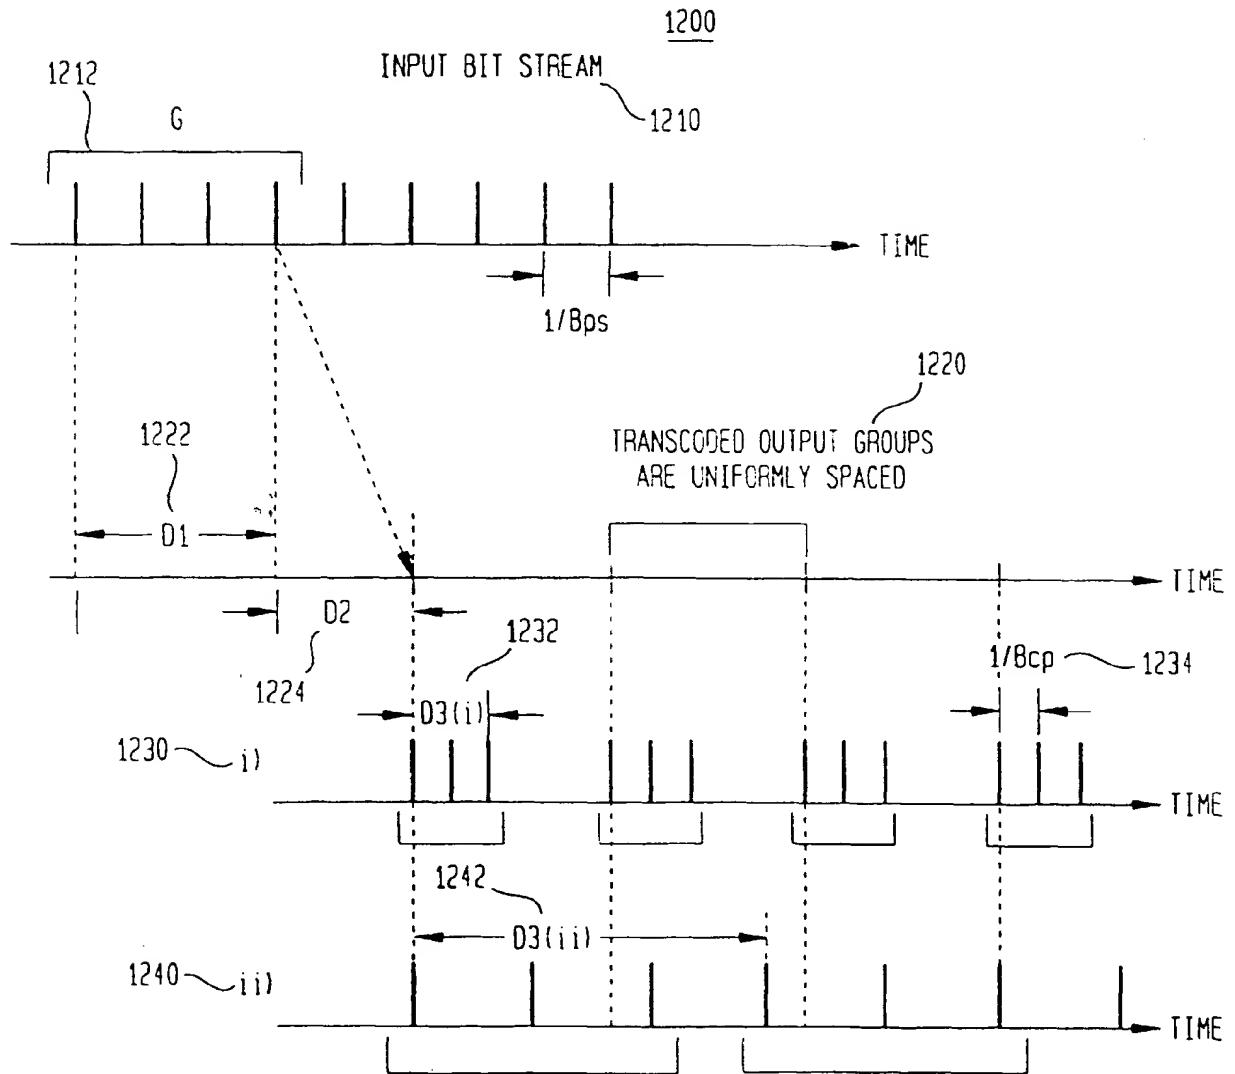 1200
INPUT BIT STREAM
1210
1212
G
TIME
1/Bps
1220
TRANSCODED OUTPUT GROUPS
ARE UNIFORMLY SPACED
1222
D1
TIME
D2
1224
1232
D3(i)
1/Bcp
1234
1230
i)
TIME
1242
D3(ii)
1240
ii)
TIME